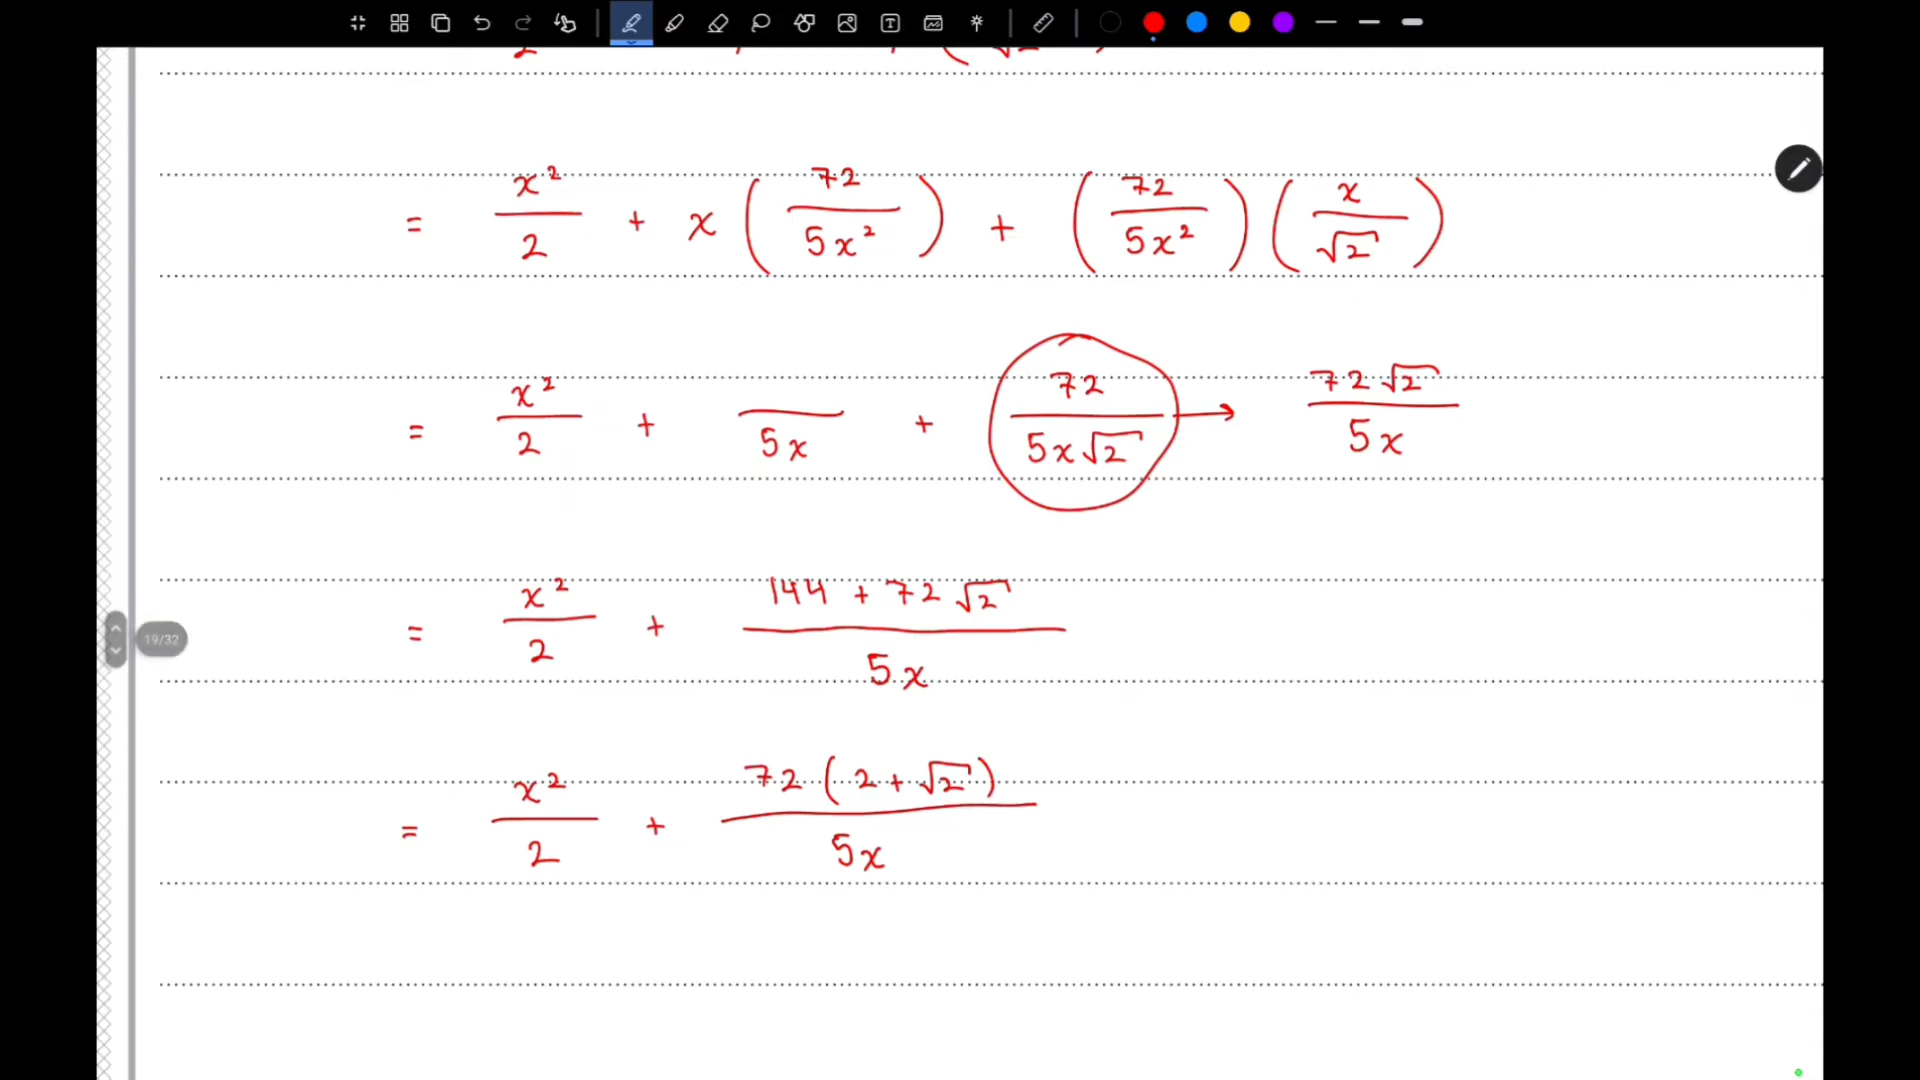 = x²/2 + x (72/5x²) + (72/5x²) (x/√2)
= x²/2 + /5x + 72/5x√2 → 72√2/5x
= x²/2 + 144 + 72√2/5x
19/32
= x²/2 + 72(2 + √2)/5x